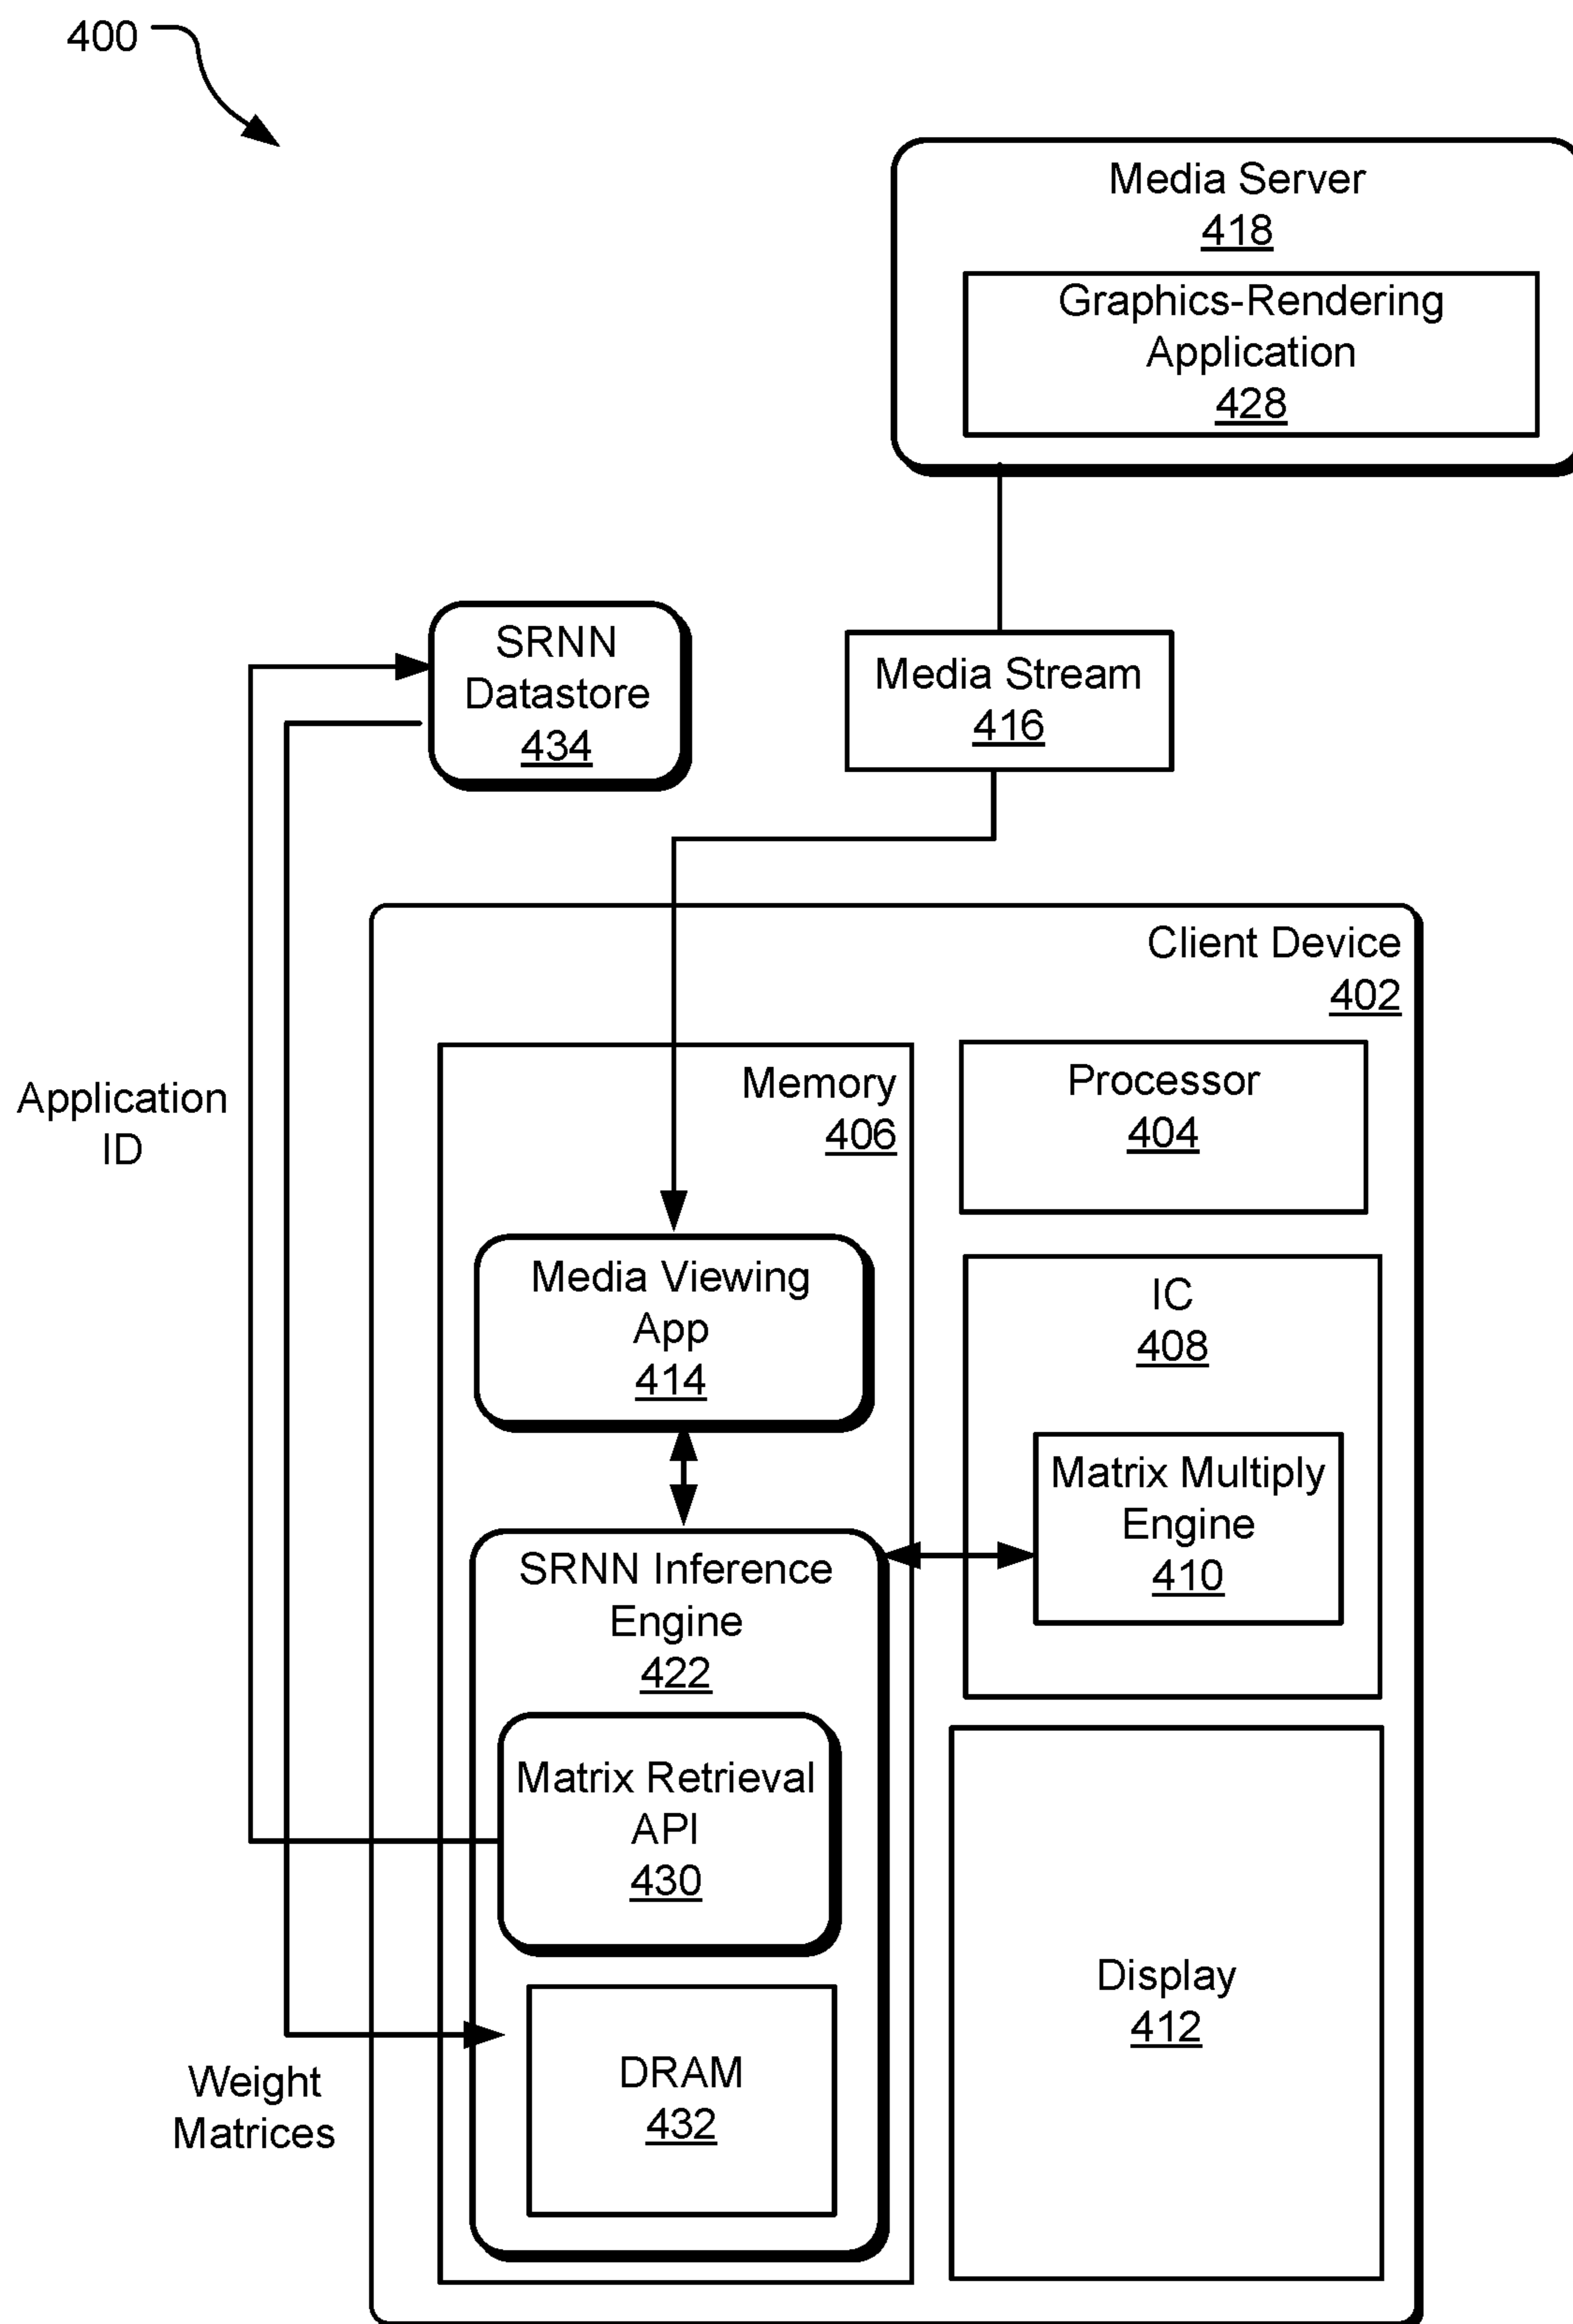 400
Media Server
418
Graphics-Rendering
Application
428
SRNN
Datastore
434
Media Stream
416
Client Device
402
Application
ID
Memory
406
Processor
404
Media Viewing
App
414
IC
408
Matrix Multiply
Engine
410
SRNN Inference
Engine
422
Matrix Retrieval
API
430
Display
412
DRAM
432
Weight
Matrices